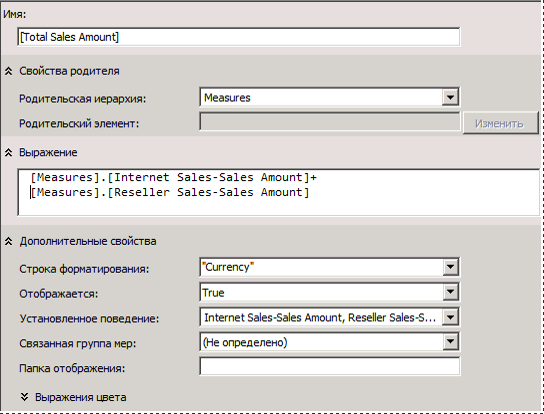 Имя:
[Total Sales Amount]
Свойства родителя
Родительская иерархия: Measures
Родительский элемент: Изменить
Выражение
[Measures].[Internet Sales-Sales Amount]+
[Measures].[Reseller Sales-Sales Amount]
Дополнительные свойства
Строка форматирования: "Currency"
Отображается: True
Установленное поведение: Internet Sales-Sales Amount, Reseller Sales-S...
Связанная группа мер: (Не определено)
Папка отображения:
Выражения цвета